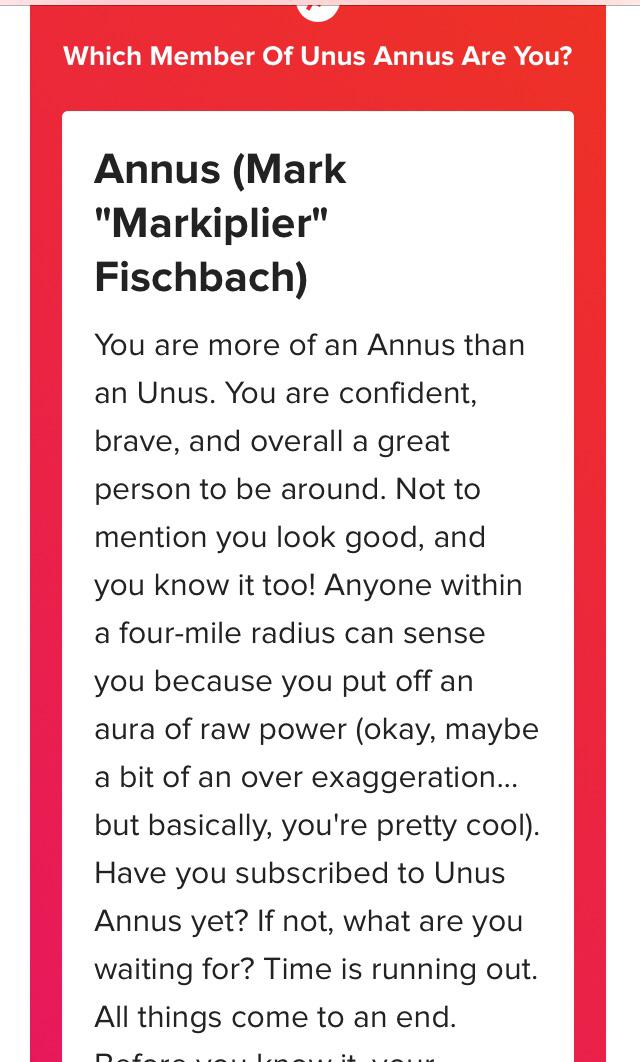 Which Member Of Unus Annus Are You?
Annus (Mark
"Markiplier"
Fischbach)
You are more of an Annus than
an Unus. You are confident,
brave, and overall a great
person to be around. Not to
mention you look good, and
you know it too! Anyone within
a four-mile radius can sense
you because you put off an
aura of raw power (okay, maybe
a bit of an over exaggeration...
but basically, you're pretty cool).
Have you subscribed to Unus
Annus yet? If not, what are you
waiting for? Time is running out.
All things come to an end.
Before you know it, your